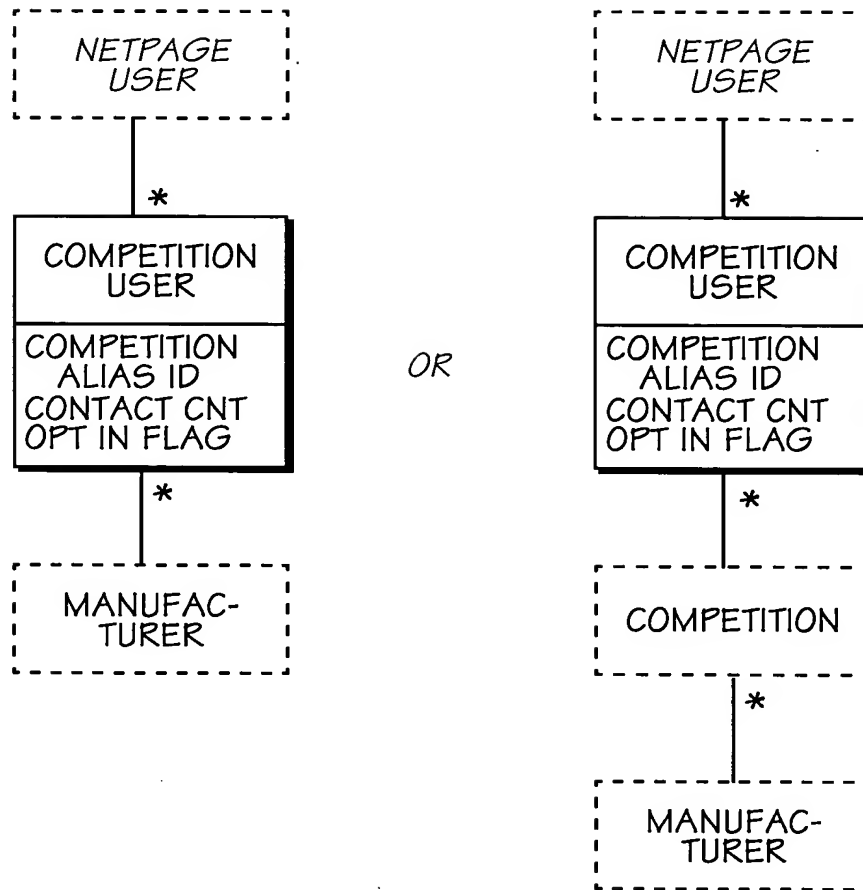 NETPAGE
USER
*
COMPETITION
USER
COMPETITION
ALIAS ID
CONTACT CNT
OPT IN FLAG
*
MANUFAC-
TURER
OR
NETPAGE
USER
*
COMPETITION
USER
COMPETITION
ALIAS ID
CONTACT CNT
OPT IN FLAG
*
COMPETITION
*
MANUFAC-
TURER